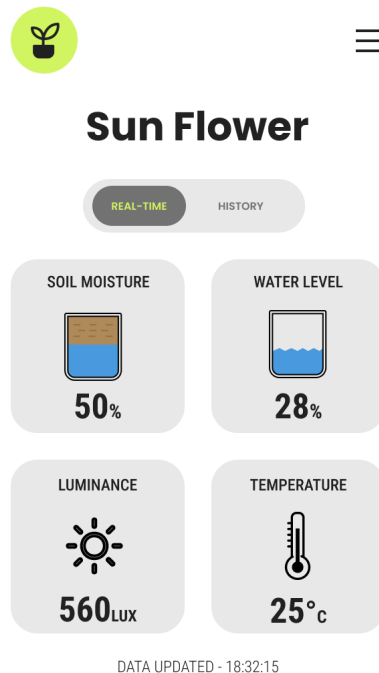 Sun Flower
REAL-TIME
HISTORY
SOIL MOISTURE
50%
WATER LEVEL
28%
LUMINANCE
560LUX
TEMPERATURE
25°C
DATA UPDATED - 18:32:15